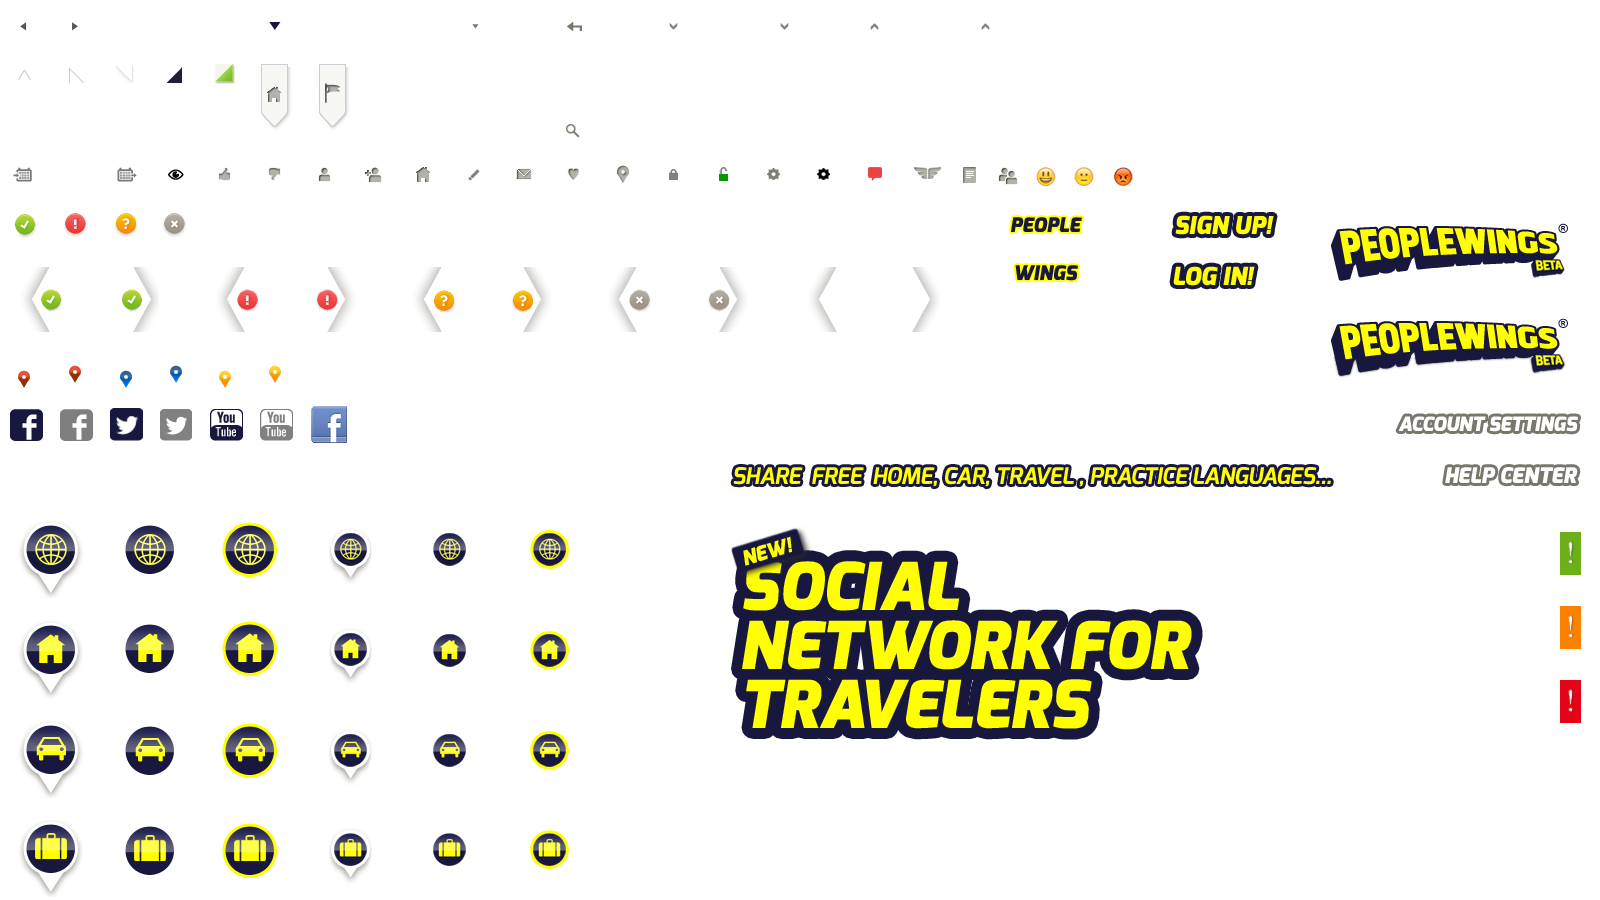 PEOPLE
SIGN UP!
PEOPLEWINGS®
BETA
WINGS
LOG IN!
PEOPLEWINGS®
BETA
You
Tube
You
Tube
ACCOUNT SETTINGS
SHARE FREE HOME, CAR, TRAVEL , PRACTICE LANGUAGES...
HELP CENTER
NEW!
SOCIAL
NETWORK FOR
TRAVELERS